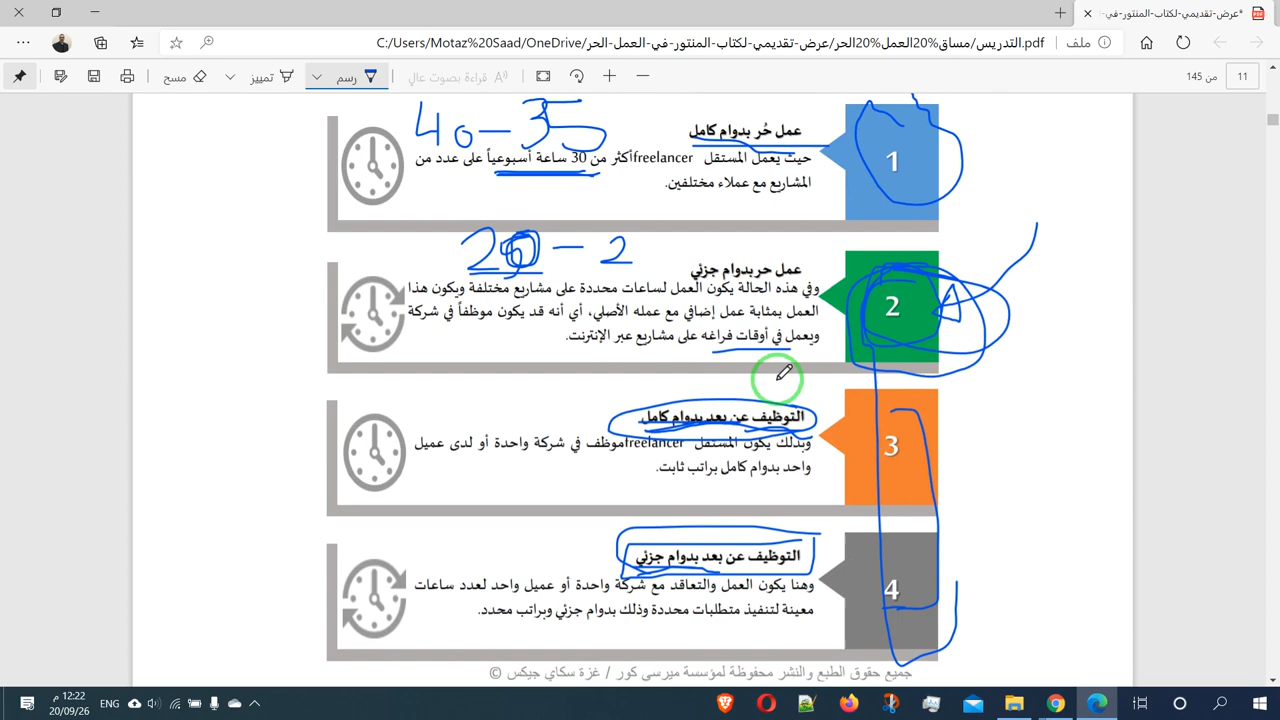 *عرض-تقديمي-لكتاب-المنثور-في-
C:/Users/Motaz%20Saad/OneDrive/التدريس/مساق%20العمل%20الحر/عرض-تقديمي-لكتاب-المنثور-في-العمل-الحر.pdf
ملف
11
من 145
رسم
تمييز
مسح
قراءة بصوت عالي
40 – 35
1
عمل حُر بدوام كامل
حيث يعمل المستقل freelancer أكثر من 30 ساعة أسبوعياً على عدد من
المشاريع مع عملاء مختلفين.
2
عمل حر بدوام جزئي
وفي هذه الحالة يكون العمل لساعات محددة على مشاريع مختلفة ويكون هذا
العمل بمثابة عمل إضافي مع عمله الأصلي، أي أنه قد يكون موظفاً في شركة
ويعمل في أوقات فراغه على مشاريع عبر الإنترنت.
3
التوظيف عن بعد بدوام كامل
وبذلك يكون المستقل freelancer موظف في شركة واحدة أو لدى عميل
واحد بدوام كامل براتب ثابت.
4
التوظيف عن بعد بدوام جزئي
وهنا يكون العمل والتعاقد مع شركة واحدة أو عميل واحد لعدد ساعات
معينة لتنفيذ متطلبات محددة وذلك بدوام جزئي وبراتب محدد.
جميع حقوق الطبع والنشر محفوظة لمؤسسة ميرسى كور / غزة سكاي جيكس ©
12:22
20/09/26
ENG